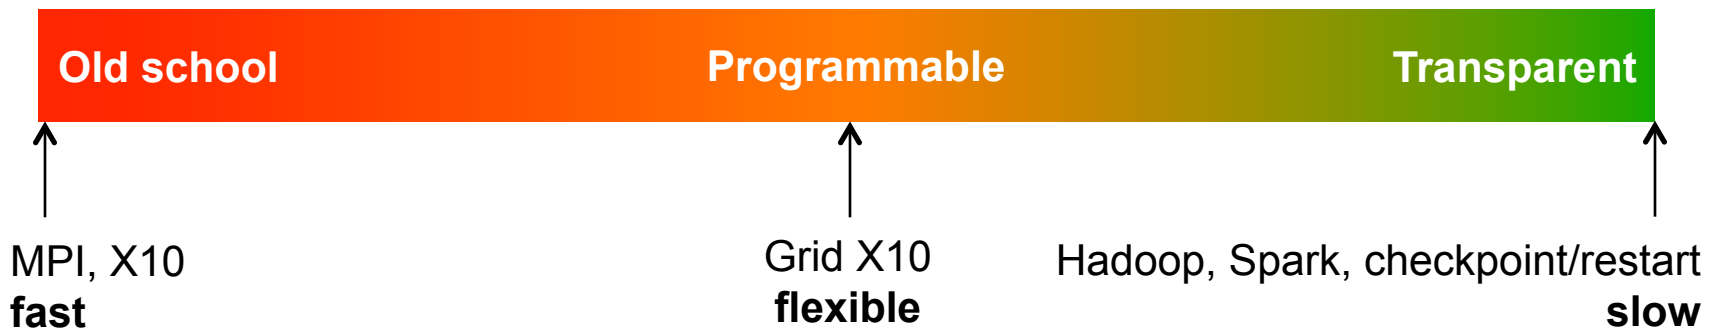 Old school
Programmable
Transparent
MPI, X10
fast
Grid X10
flexible
Hadoop, Spark, checkpoint/restart
slow